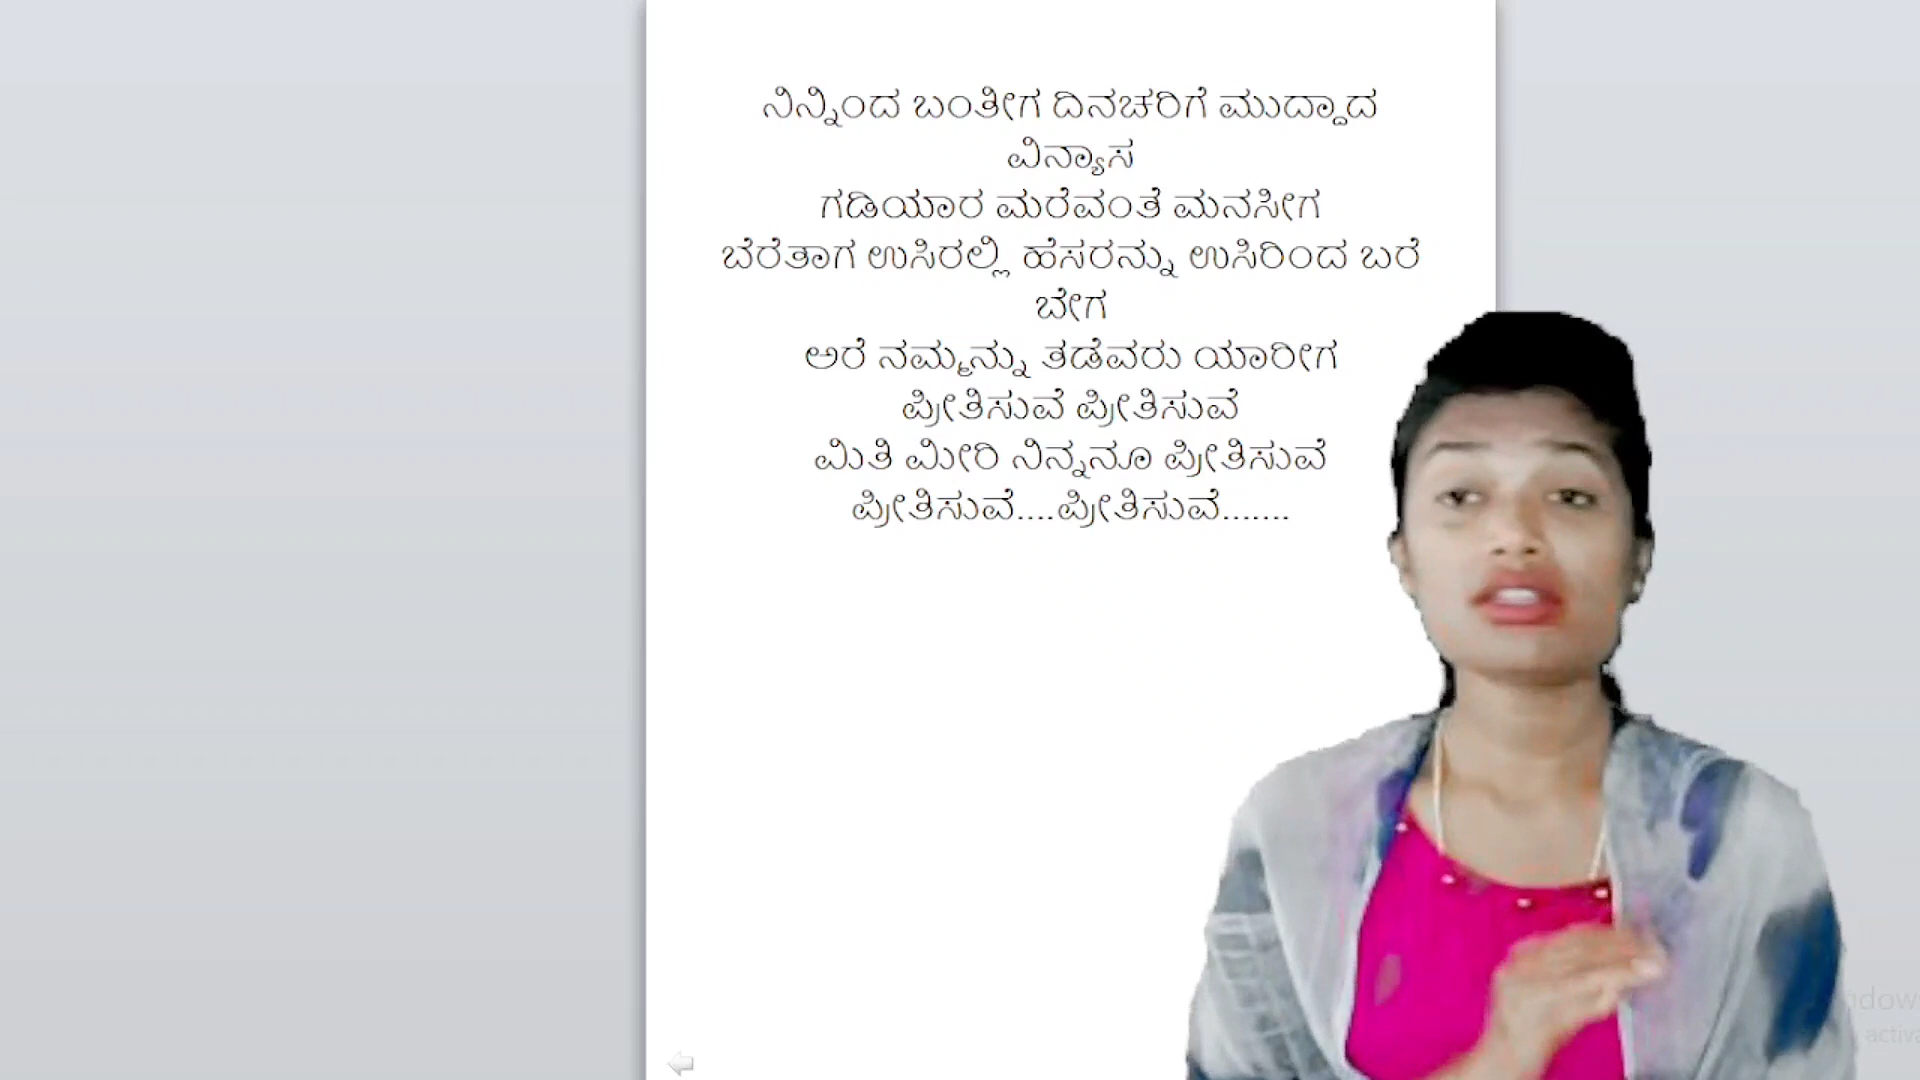 ನಿನ್ನಿಂದ ಬಂತೀಗ ದಿನಚರಿಗೆ ಮುದ್ದಾದ
ವಿನ್ಯಾಸ
ಗಡಿಯಾರ ಮರೆವಂತೆ ಮನಸೀಗ
ಬೆರೆತಾಗ ಉಸಿರಲ್ಲಿ ಹೆಸರನ್ನು ಉಸಿರಿಂದ ಬರೆ
ಬೇಗ
ಅರೆ ನಮ್ಮನ್ನು ತಡೆವರು ಯಾರೀಗ
ಪ್ರೀತಿಸುವೆ ಪ್ರೀತಿಸುವೆ
ಮಿತಿ ಮೀರಿ ನಿನ್ನನೂ ಪ್ರೀತಿಸುವೆ
ಪ್ರೀತಿಸುವೆ....ಪ್ರೀತಿಸುವೆ.......